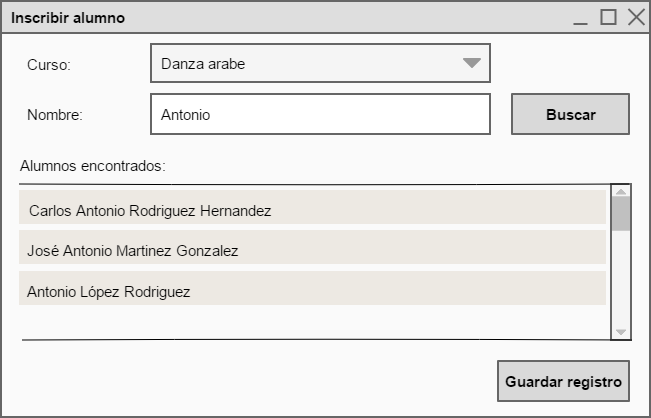 Inscribir alumno
Curso: Danza arabe
Nombre: Antonio Buscar
Alumnos encontrados:
Carlos Antonio Rodriguez Hernandez
José Antonio Martinez Gonzalez
Antonio López Rodriguez
Guardar registro